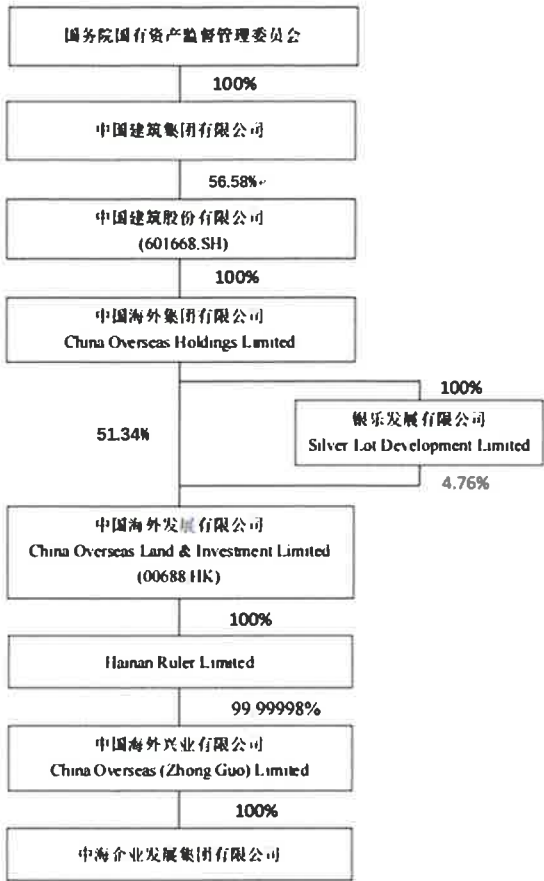 国务院国有资产监督管理委员会
100%
中国建筑集团有限公司
56.58%
中国建筑股份有限公司
(601668.SH)
100%
中国海外集团有限公司
China Overseas Holdings Limited
100%
51.34%
银乐发展有限公司
Silver Lot Development Limited
4.76%
中国海外发展有限公司
China Overseas Land & Investment Limited
(00688 HK)
100%
Hainan Ruler Limited
99 99998%
中国海外兴业有限公司
China Overseas (Zhong Guo) Limited
100%
中海企业发展集团有限公司